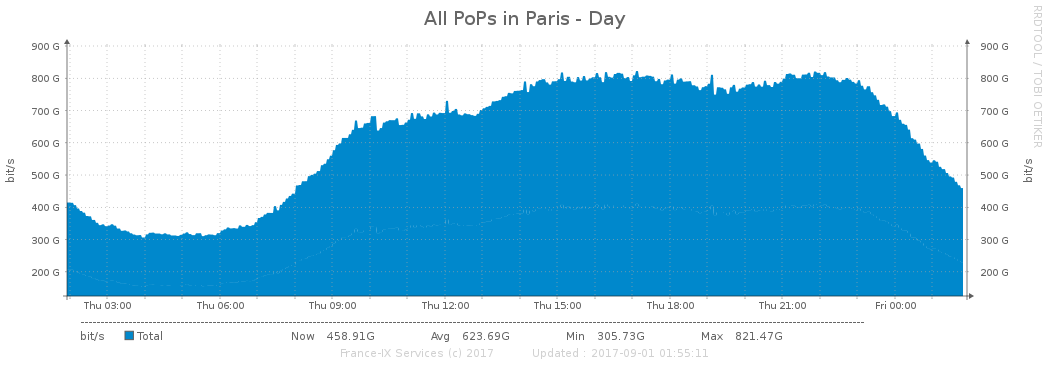 All PoPs in Paris - Day
RRDTOOL / TOBI OETIKER
900 G 900 G
800 G 800 G
700 G 700 G
600 G 600 G
500 G 500 G
400 G 400 G
300 G 300 G
200 G 200 G
bit/s bit/s
Thu 03:00 Thu 06:00 Thu 09:00 Thu 12:00 Thu 15:00 Thu 18:00 Thu 21:00 Fri 00:00
bit/s Total Now 458.91G Avg 623.69G Min 305.73G Max 821.47G
France-IX Services (c) 2017 Updated : 2017-09-01 01:55:11